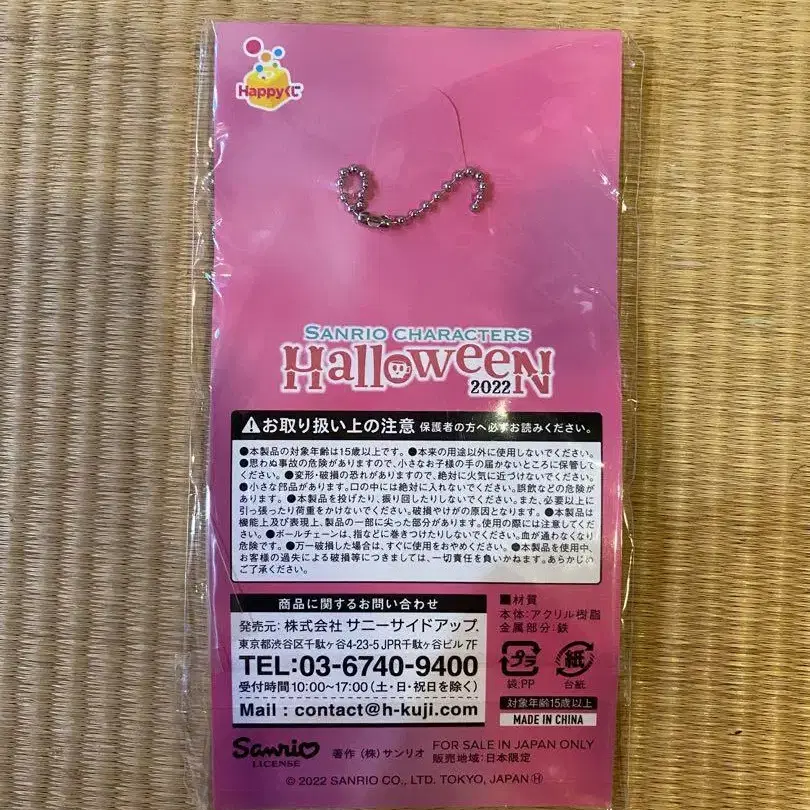 Happyくじ
SANRIO CHARACTERS
Halloween
2022
お取り扱い上の注意 保護者の方へ必ずお読みください。
●本製品の対象年齢は15歳以上です。●本来の用途以外に使用しないでください。
●思わぬ事故の危険がありますので、小さなお子様の手の届かないところに保管して
ください。●変形・破損の恐れがありますので、絶対に火気に近づけないでください。
●小さな部品があります。口の中には絶対に入れないでください。誤飲などの危険が
あります。●本製品を投げたり、振り回したりしないでください。また、必要以上に
引っ張ったり荷重をかけないでください。破損やけがの原因となります。●本製品は
機能上及び表現上、製品の一部に尖った部分があります。使用の際には注意してくだ
さい。●ボールチェーンは、指などに巻きつけたりしないでください。血が通わなくなり
危険です。●万一破損した場合は、すぐに使用をおやめください。●本製品を使用中、
お客様の過失による破損等につきましては、一切責任を負いかねます。あらかじめ
ご了承ください。
商品に関するお問い合わせ
発売元:株式会社 サニーサイドアップ
東京都渋谷区千駄ヶ谷4-23-5 JPR千駄ヶ谷ビル 7F
TEL:03-6740-9400
受付時間10:00~17:00(土・日・祝日を除く)
Mail : contact@h-kuji.com
■材質
本体:アクリル樹脂
金属部分:鉄
プラ
袋:PP
紙
台紙
対象年齢15歳以上
MADE IN CHINA
Sanrio
LICENSE
著作 (株)サンリオ
FOR SALE IN JAPAN ONLY
販売地域:日本限定
© 2022 SANRIO CO., LTD. TOKYO, JAPAN Ⓗ